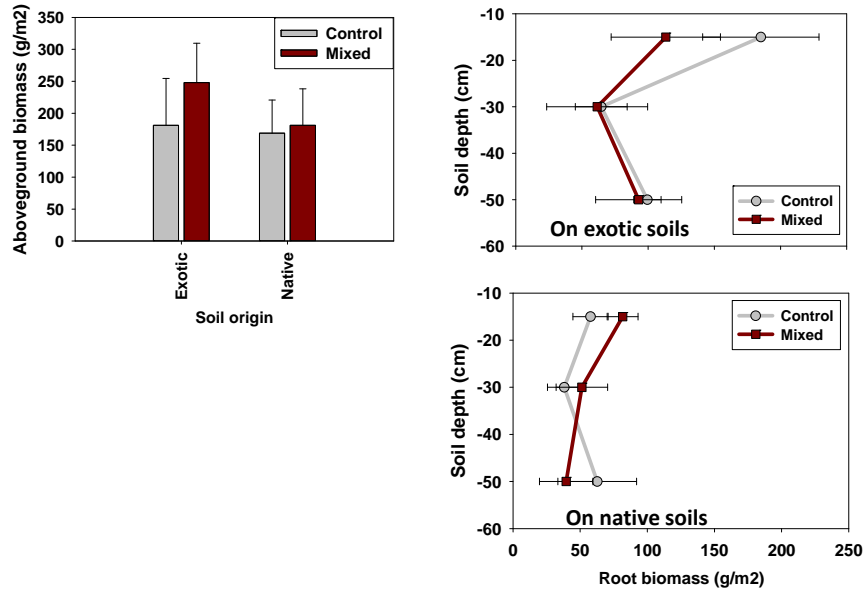 Aboveground biomass (g/m2)
350
300
250
200
150
100
50
0
Control
Mixed
Exotic
Native
Soil origin
Soil depth (cm)
-10
-20
-30
-40
-50
-60
Control
Mixed
On exotic soils
Soil depth (cm)
-10
-20
-30
-40
-50
-60
Control
Mixed
On native soils
0
50
100
150
200
250
Root biomass (g/m2)